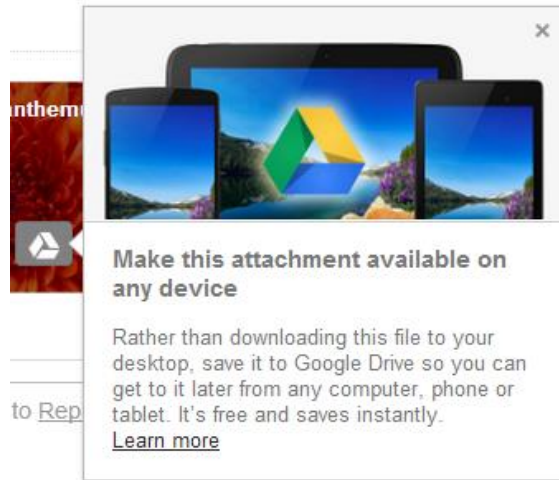 anthem
Make this attachment available on
any device
Rather than downloading this file to your
desktop, save it to Google Drive so you can
get to it later from any computer, phone or
tablet. It's free and saves instantly.
Learn more
to Rep